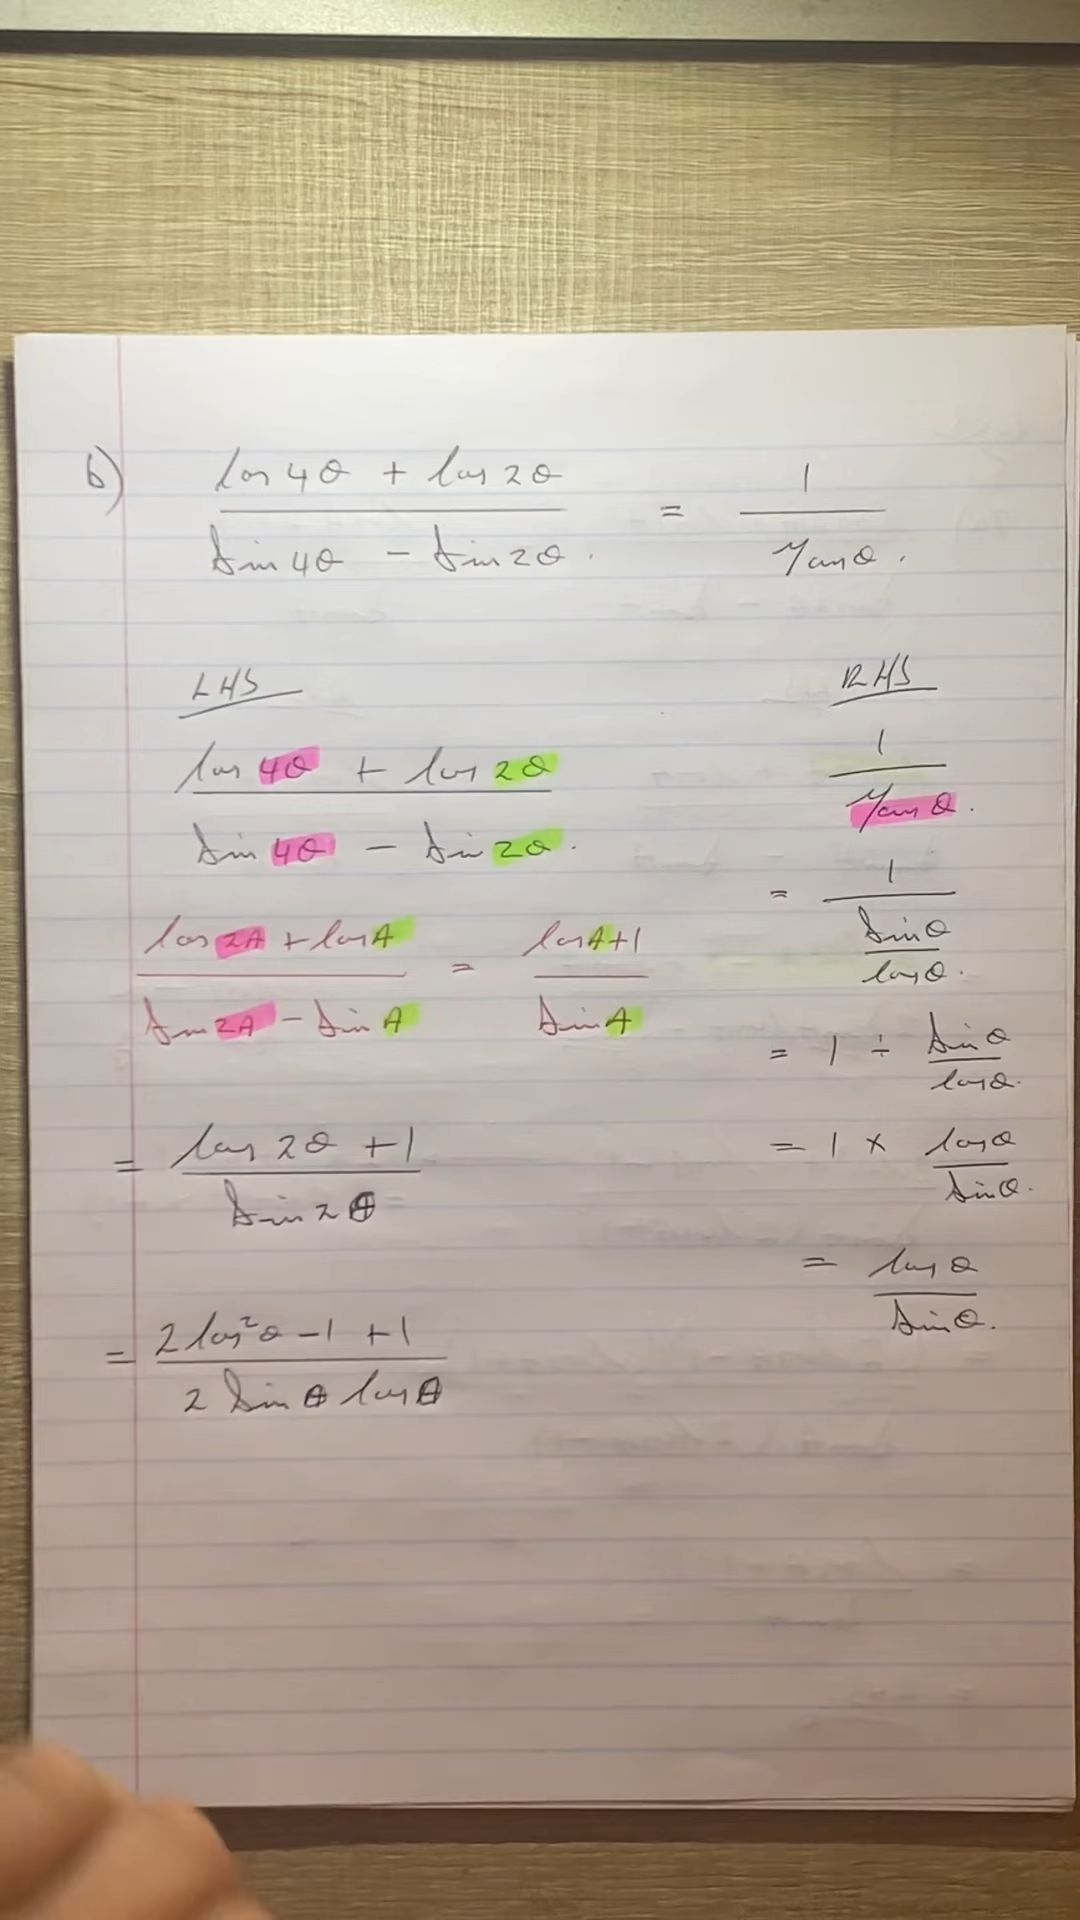 b) cos 4θ + cos 2θ / sin 4θ - sin 2θ. = 1 / Tan θ.
LHS
cos 4θ + cos 2θ / sin 4θ - sin 2θ.
cos 2A + cos A / sin 2A - sin A = cos A + 1 / sin A
= cos 2θ + 1 / sin 2θ
= 2 cos²θ - 1 + 1 / 2 sin θ cos θ
RHS
1 / Tan θ.
= 1 / sin θ / cos θ.
= 1 ÷ sin θ / cos θ.
= 1 × cos θ / sin θ.
= cos θ / sin θ.